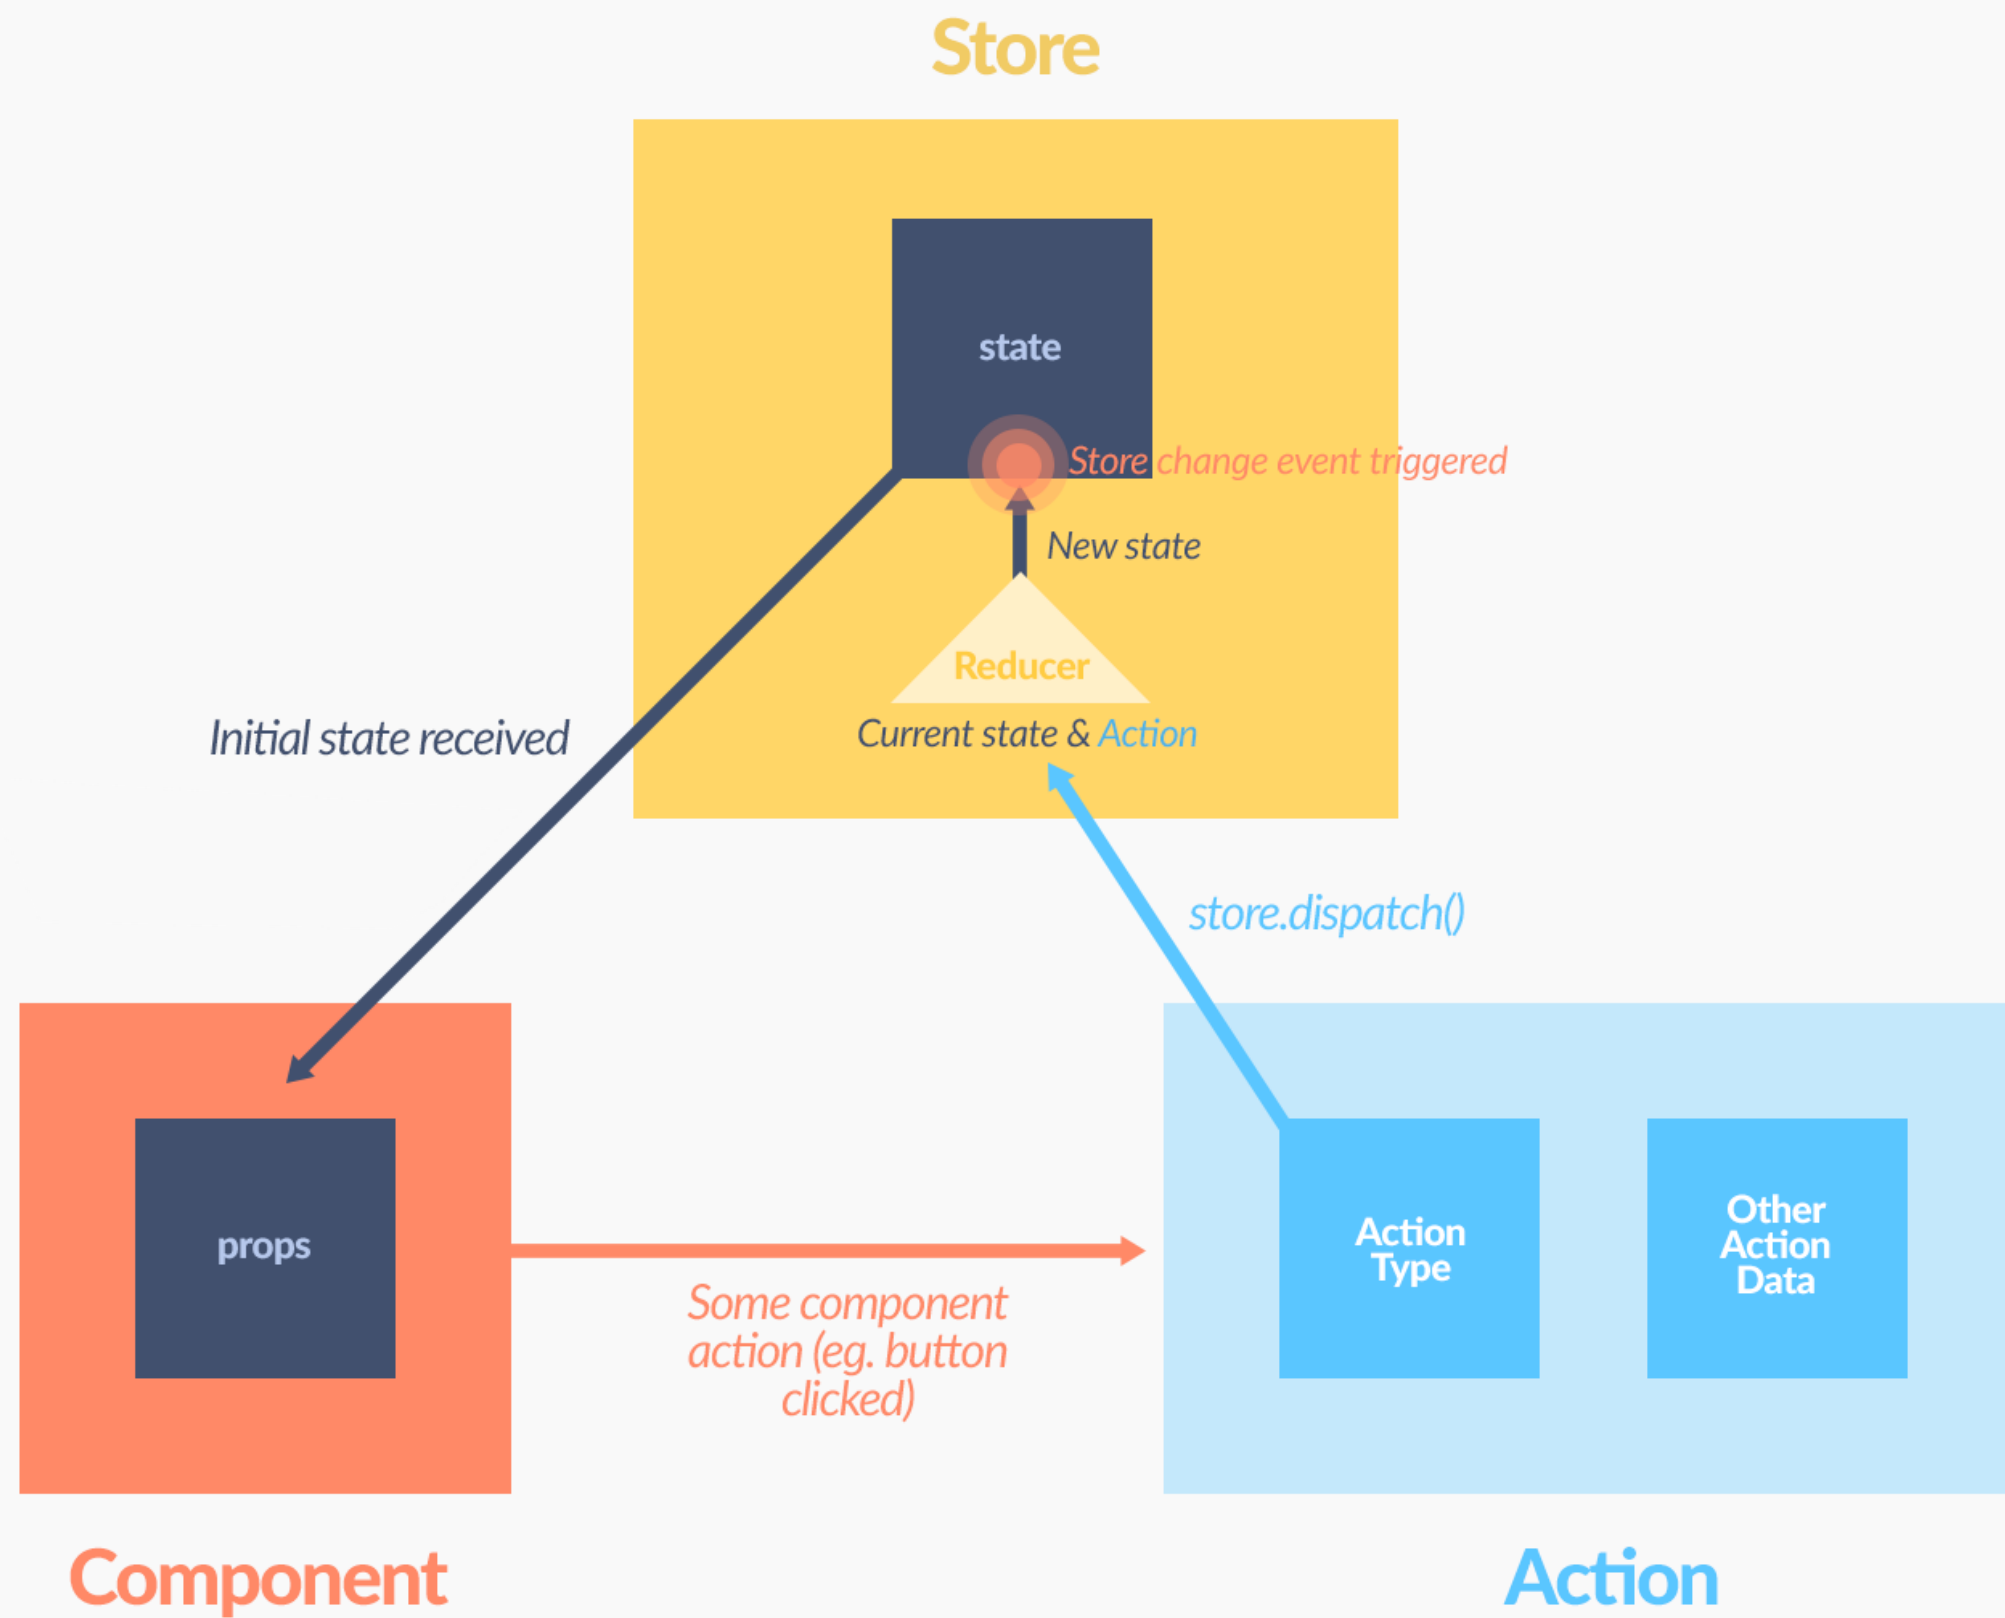 Store
state
Store change event triggered
New state
Reducer
Current state & Action
Initial state received
store.dispatch()
props
Some component
action (eg. button
clicked)
Action
Type
Other
Action
Data
Component
Action